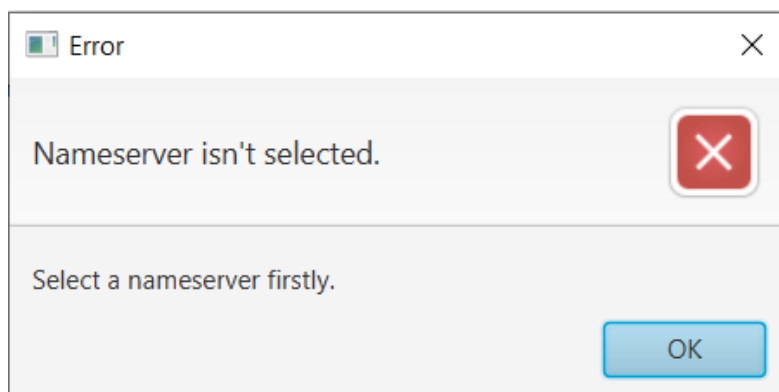 Error
Nameserver isn't selected.
Select a nameserver firstly.
OK